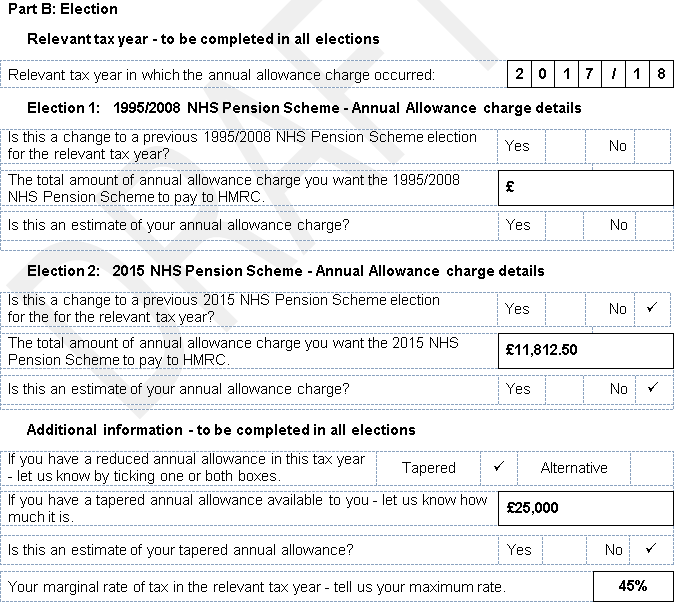 Part B: Election
Relevant tax year - to be completed in all elections
Relevant tax year in which the annual allowance charge occurred: 2 0 1 7 / 1 8
Election 1: 1995/2008 NHS Pension Scheme - Annual Allowance charge details
Is this a change to a previous 1995/2008 NHS Pension Scheme election
for the relevant tax year?
Yes No
The total amount of annual allowance charge you want the 1995/2008
NHS Pension Scheme to pay to HMRC.
£
Is this an estimate of your annual allowance charge? Yes No
Election 2: 2015 NHS Pension Scheme - Annual Allowance charge details
Is this a change to a previous 2015 NHS Pension Scheme election
for the for the relevant tax year?
Yes No ✓
The total amount of annual allowance charge you want the 2015 NHS
Pension Scheme to pay to HMRC.
£11,812.50
Is this an estimate of your annual allowance charge? Yes No ✓
Additional information - to be completed in all elections
If you have a reduced annual allowance in this tax year
- let us know by ticking one or both boxes.
Tapered ✓ Alternative
If you have a tapered annual allowance available to you - let us know how
much it is.
£25,000
Is this an estimate of your tapered annual allowance? Yes No ✓
Your marginal rate of tax in the relevant tax year - tell us your maximum rate. 45%
DRAFT